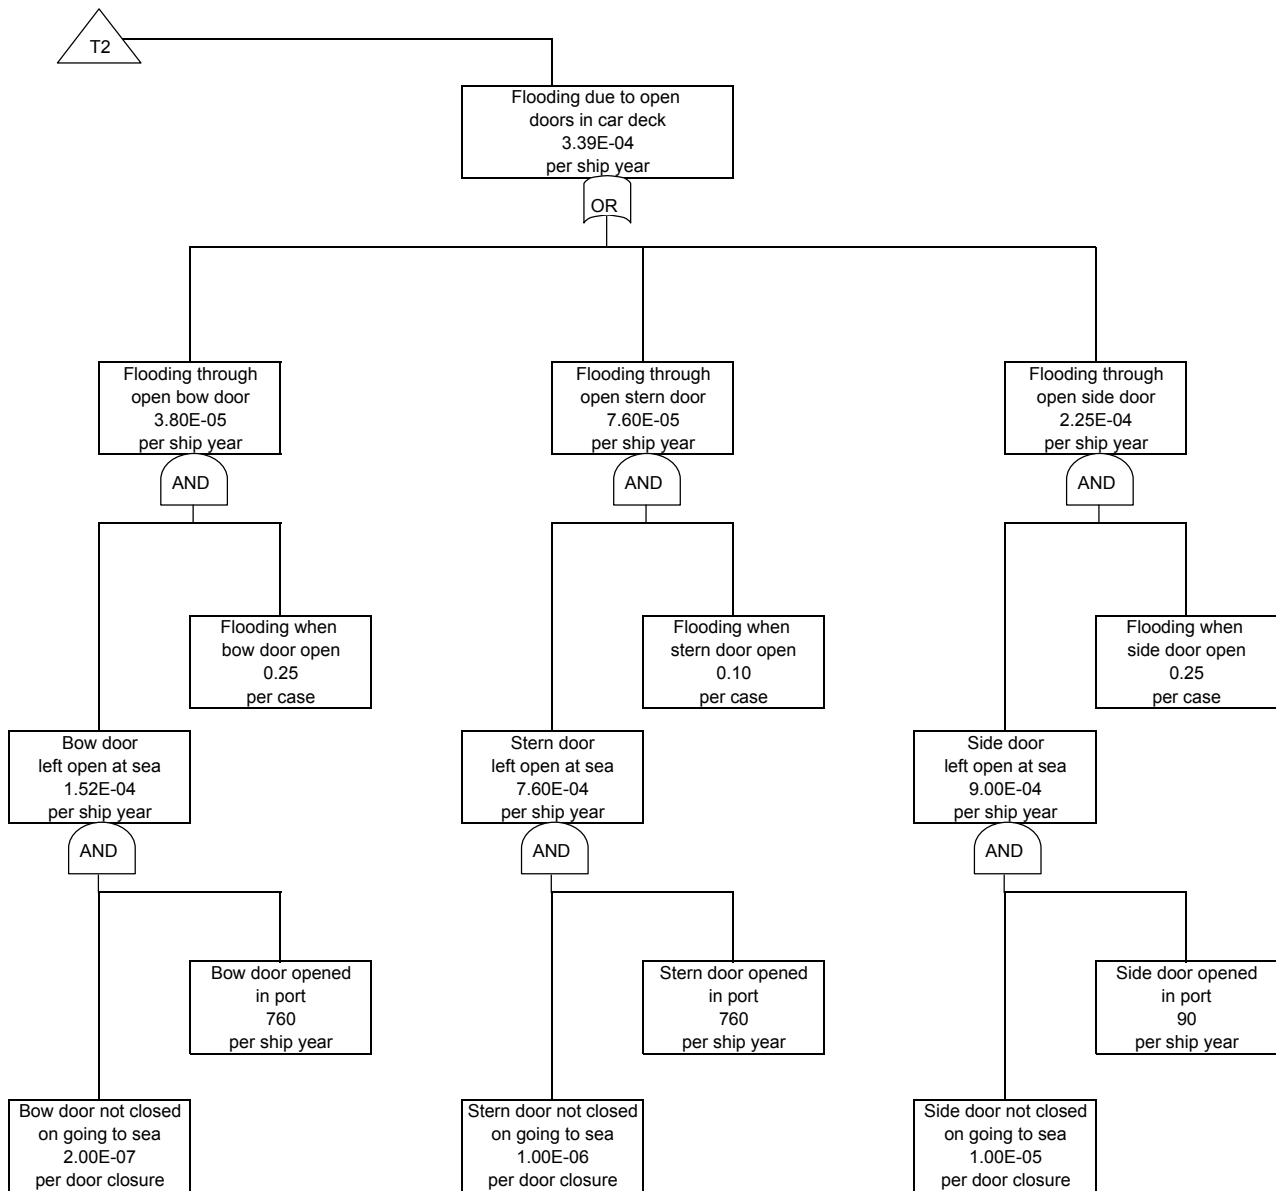 T2
Flooding due to open
doors in car deck
3.39E-04
per ship year
OR
Flooding through
open bow door
3.80E-05
per ship year
AND
Flooding through
open stern door
7.60E-05
per ship year
AND
Flooding through
open side door
2.25E-04
per ship year
AND
Flooding when
bow door open
0.25
per case
Flooding when
stern door open
0.10
per case
Flooding when
side door open
0.25
per case
Bow door
left open at sea
1.52E-04
per ship year
AND
Stern door
left open at sea
7.60E-04
per ship year
AND
Side door
left open at sea
9.00E-04
per ship year
AND
Bow door opened
in port
760
per ship year
Stern door opened
in port
760
per ship year
Side door opened
in port
90
per ship year
Bow door not closed
on going to sea
2.00E-07
per door closure
Stern door not closed
on going to sea
1.00E-06
per door closure
Side door not closed
on going to sea
1.00E-05
per door closure